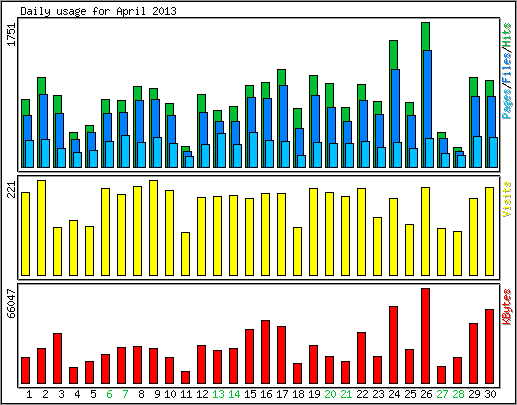 Daily usage for April 2013
1751
Pages/Files/Hits
221
Visits
66047
KBytes
1 2 3 4 5 6 7 8 9 10 11 12 13 14 15 16 17 18 19 20 21 22 23 24 25 26 27 28 29 30